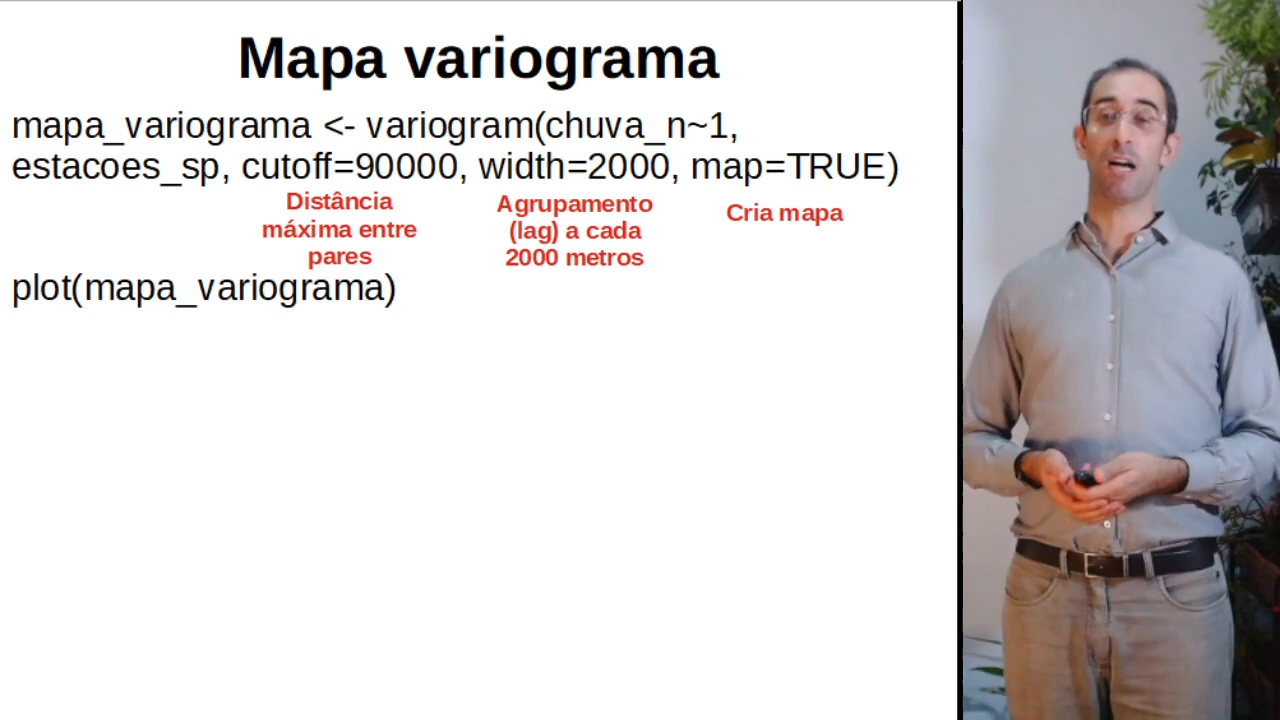 Mapa variograma
mapa_variograma <- variogram(chuva_n~1,
estacoes_sp, cutoff=90000, width=2000, map=TRUE)
Distância
máxima entre
pares
Agrupamento
(lag) a cada
2000 metros
Cria mapa
plot(mapa_variograma)